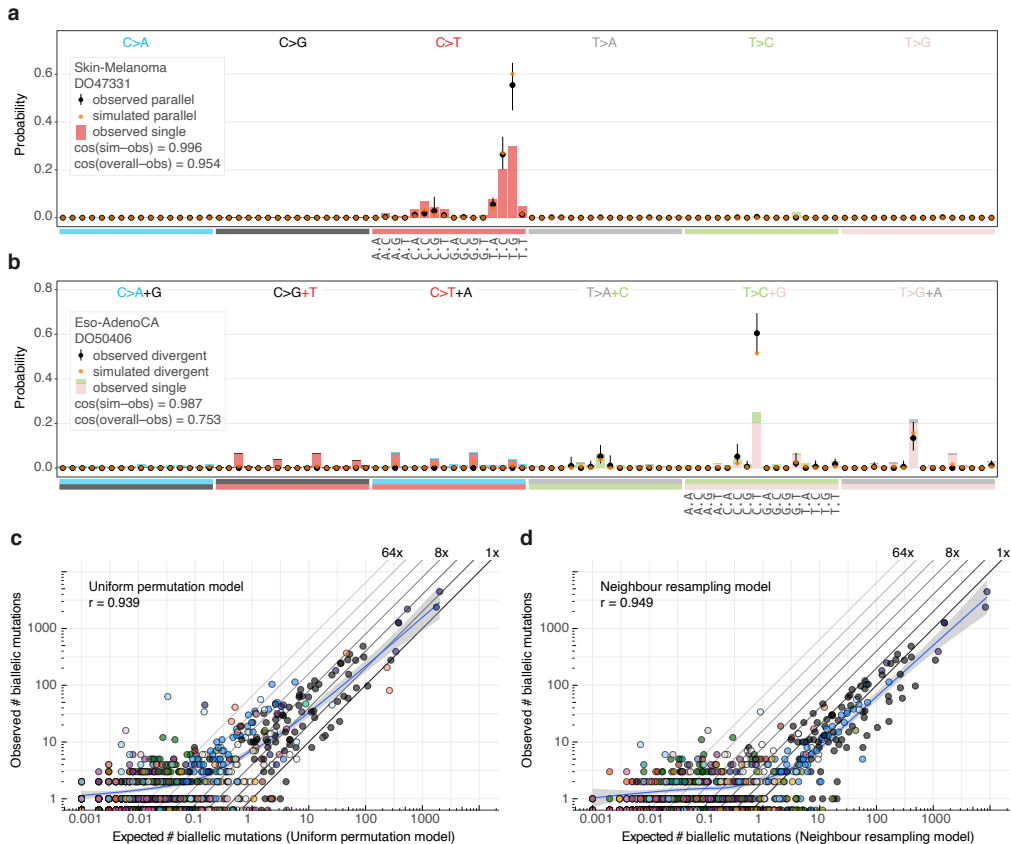 a
C>A C>G C>T T>A T>C T>G
Probability
0.6
0.4
0.2
0.0
Skin-Melanoma
DO47331
observed parallel
simulated parallel
observed single
cos(sim–obs) = 0.996
cos(overall–obs) = 0.954
A.A
A.C
A.G
A.T
C.A
C.C
C.G
C.T
G.A
G.C
G.G
G.T
T.A
T.C
T.G
T.T
b
C>A+G C>G+T C>T+A T>A+C T>C+G T>G+A
Probability
0.8
0.6
0.4
0.2
0.0
Eso-AdenoCA
DO50406
observed divergent
simulated divergent
observed single
cos(sim–obs) = 0.987
cos(overall–obs) = 0.753
A.A
A.C
A.G
A.T
C.A
C.C
C.G
C.T
G.A
G.C
G.G
G.T
T.A
T.C
T.G
T.T
c
64x 8x 1x
Uniform permutation model
r = 0.939
Observed # biallelic mutations
1000
100
10
1
0.001 0.01 0.1 1 10 100 1000
Expected # biallelic mutations (Uniform permutation model)
d
64x 8x 1x
Neighbour resampling model
r = 0.949
Observed # biallelic mutations
1000
100
10
1
0.001 0.01 0.1 1 10 100 1000
Expected # biallelic mutations (Neighbour resampling model)